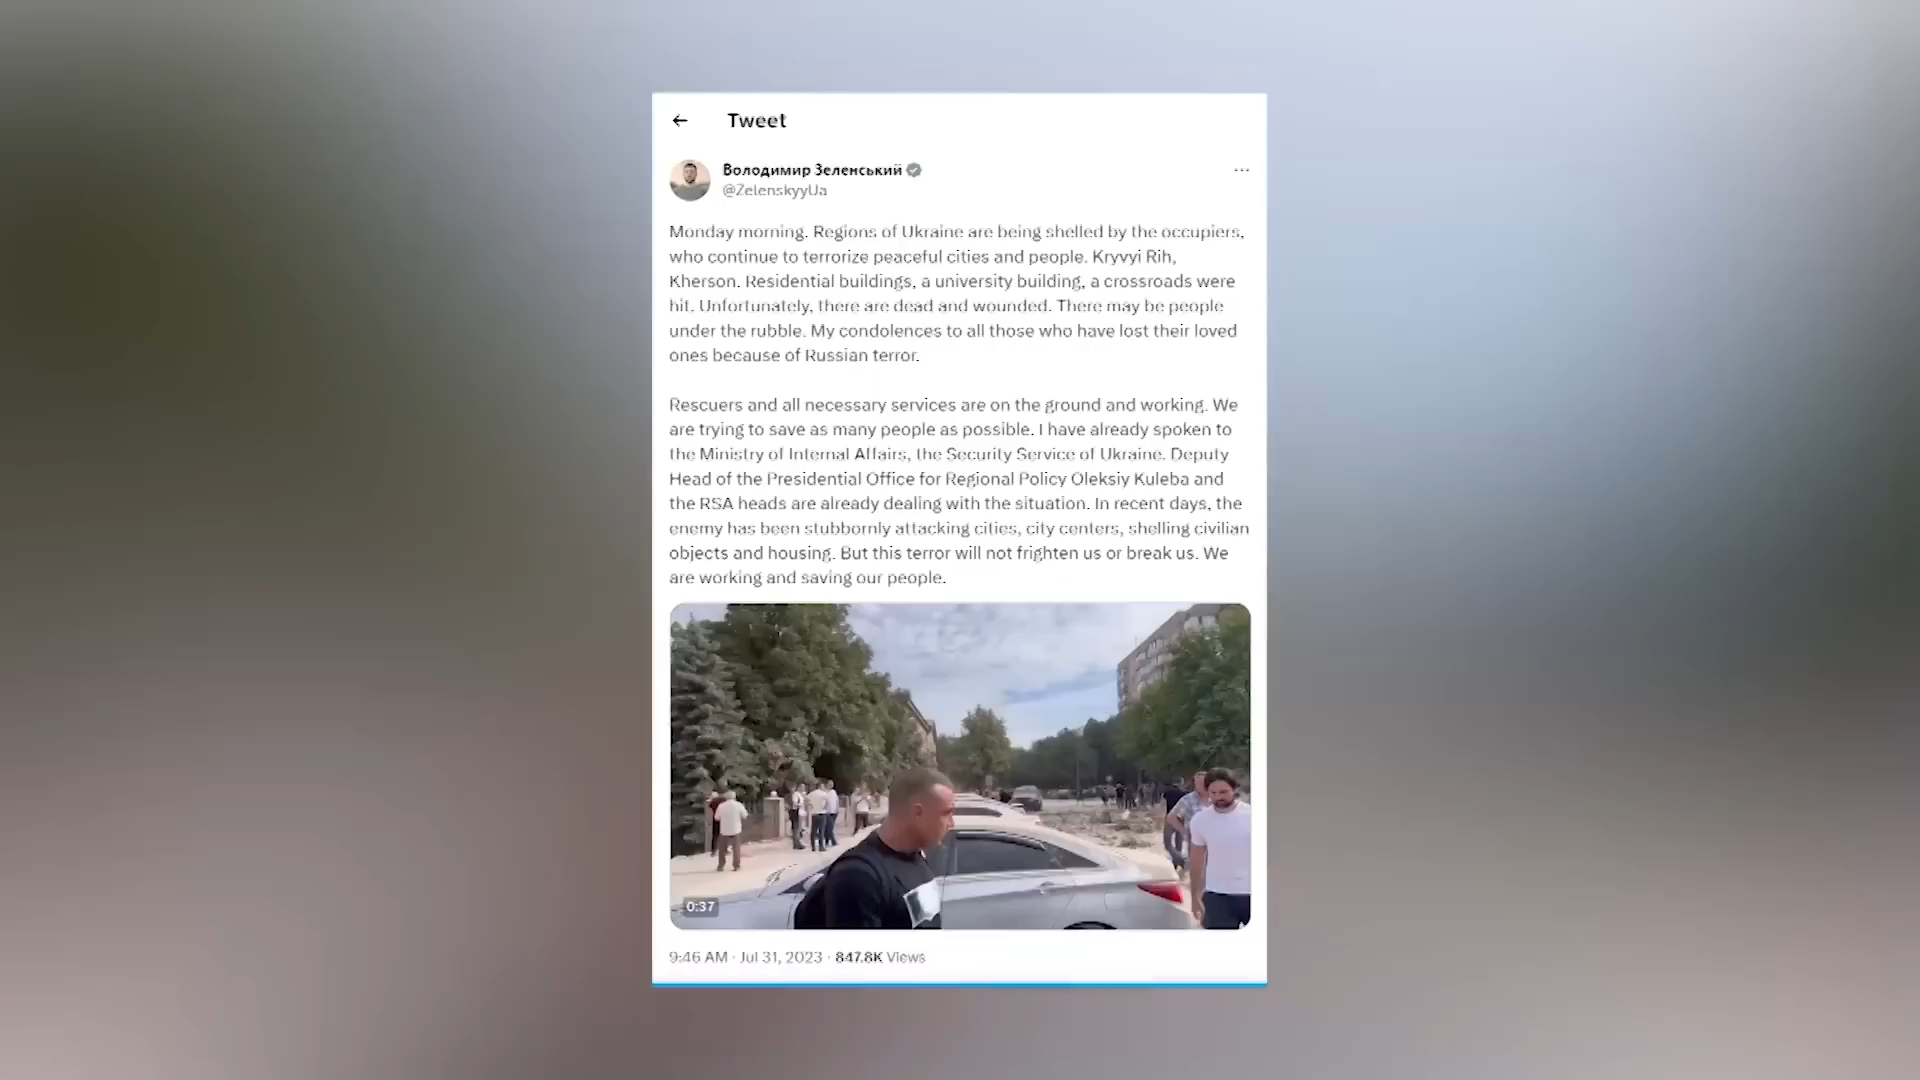 Tweet
Володимир Зеленський
@ZelenskyyUa
Monday morning. Regions of Ukraine are being shelled by the occupiers,
who continue to terrorize peaceful cities and people. Kryvyi Rih,
Kherson. Residential buildings, a university building, a crossroads were
hit. Unfortunately, there are dead and wounded. There may be people
under the rubble. My condolences to all those who have lost their loved
ones because of Russian terror.
Rescuers and all necessary services are on the ground and working. We
are trying to save as many people as possible. I have already spoken to
the Ministry of Internal Affairs, the Security Service of Ukraine. Deputy
Head of the Presidential Office for Regional Policy Oleksiy Kuleba and
the RSA heads are already dealing with the situation. In recent days, the
enemy has been stubbornly attacking cities, city centers, shelling civilian
objects and housing. But this terror will not frighten us or break us. We
are working and saving our people.
0:37
9:46 AM · Jul 31, 2023 · 847.8K Views